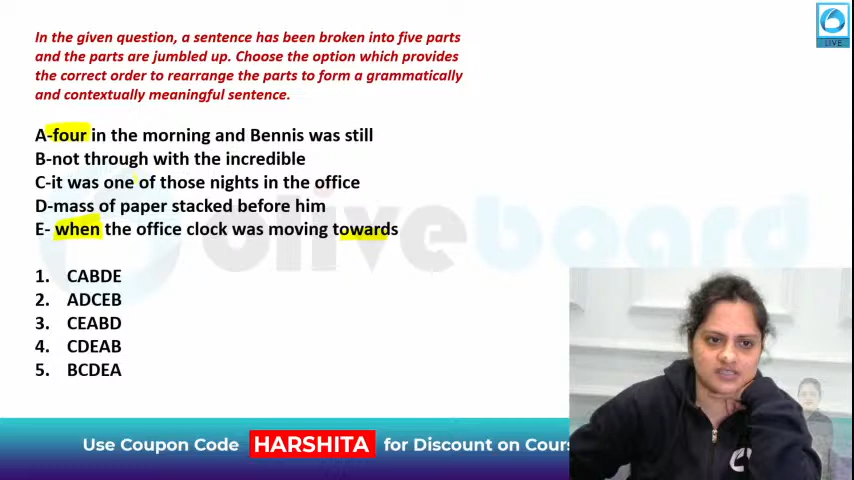 In the given question, a sentence has been broken into five parts
and the parts are jumbled up. Choose the option which provides
the correct order to rearrange the parts to form a grammatically
and contextually meaningful sentence.
A-four in the morning and Bennis was still
B-not through with the incredible
C-it was one of those nights in the office
D-mass of paper stacked before him
E- when the office clock was moving towards
1. CABDE
2. ADCEB
3. CEABD
4. CDEAB
5. BCDEA
oliveboard
LIVE
Use Coupon Code HARSHITA for Discount on Cours